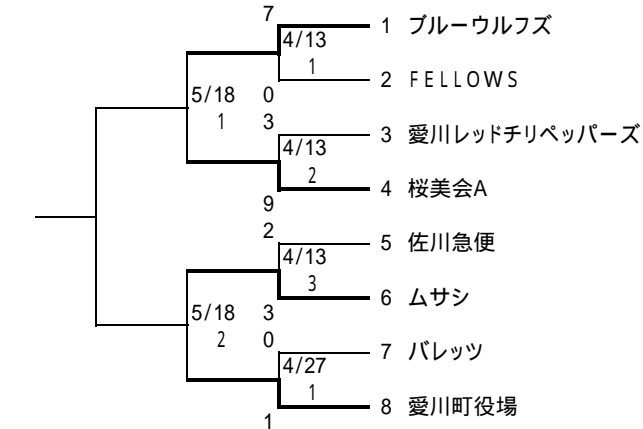 7
4/13 1 ブルーウルフズ
1
2 FELLOWS
5/18 0
1 3
3 愛川レッドチリペッパーズ
4/13
2
4 桜美会A
9
2
5 佐川急便
4/13
3
6 ムサシ
5/18 3
2 0
7 バレッツ
4/27
1
8 愛川町役場
1